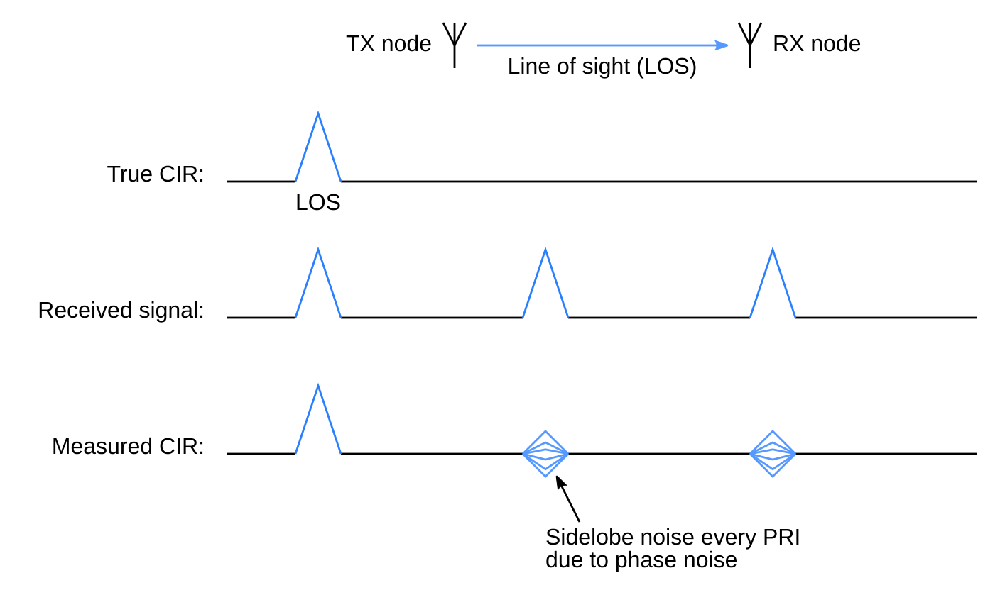 TX node
RX node
Line of sight (LOS)
True CIR:
LOS
Received signal:
Measured CIR:
Sidelobe noise every PRI
due to phase noise